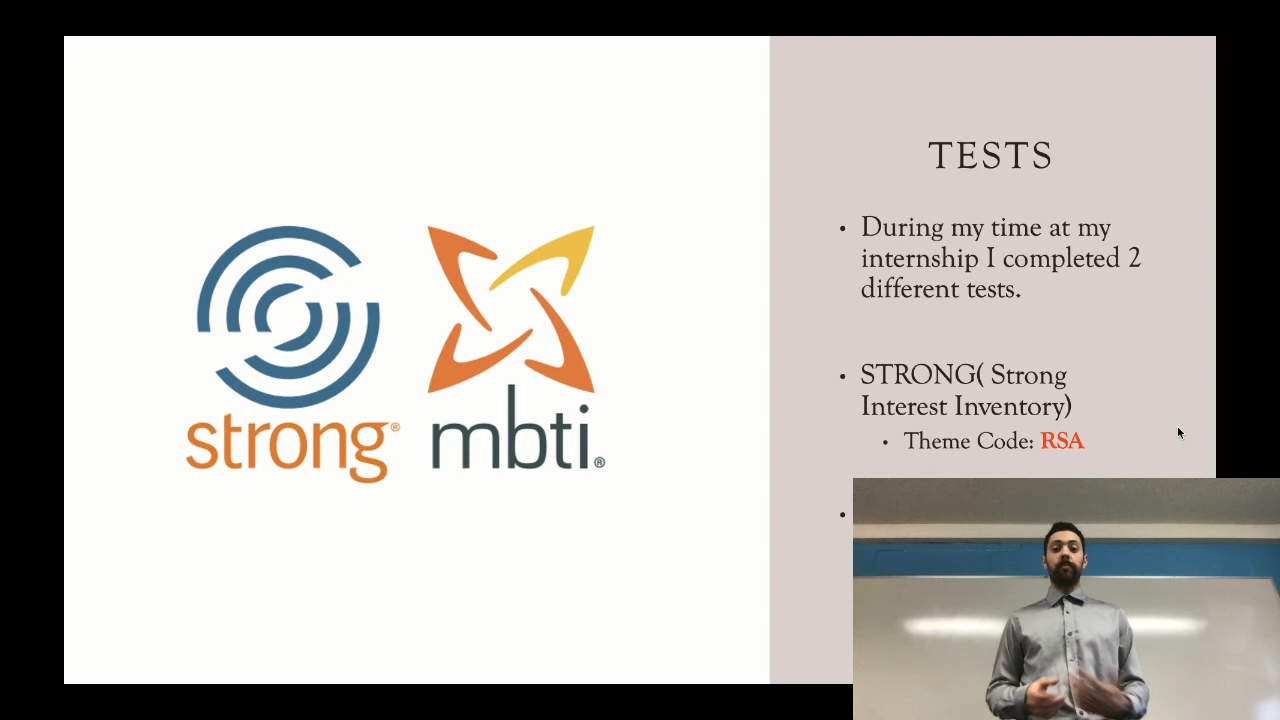 TESTS
• During my time at my
internship I completed 2
different tests.
• STRONG( Strong
Interest Inventory)
• Theme Code: RSA
•
strong®
mbti®